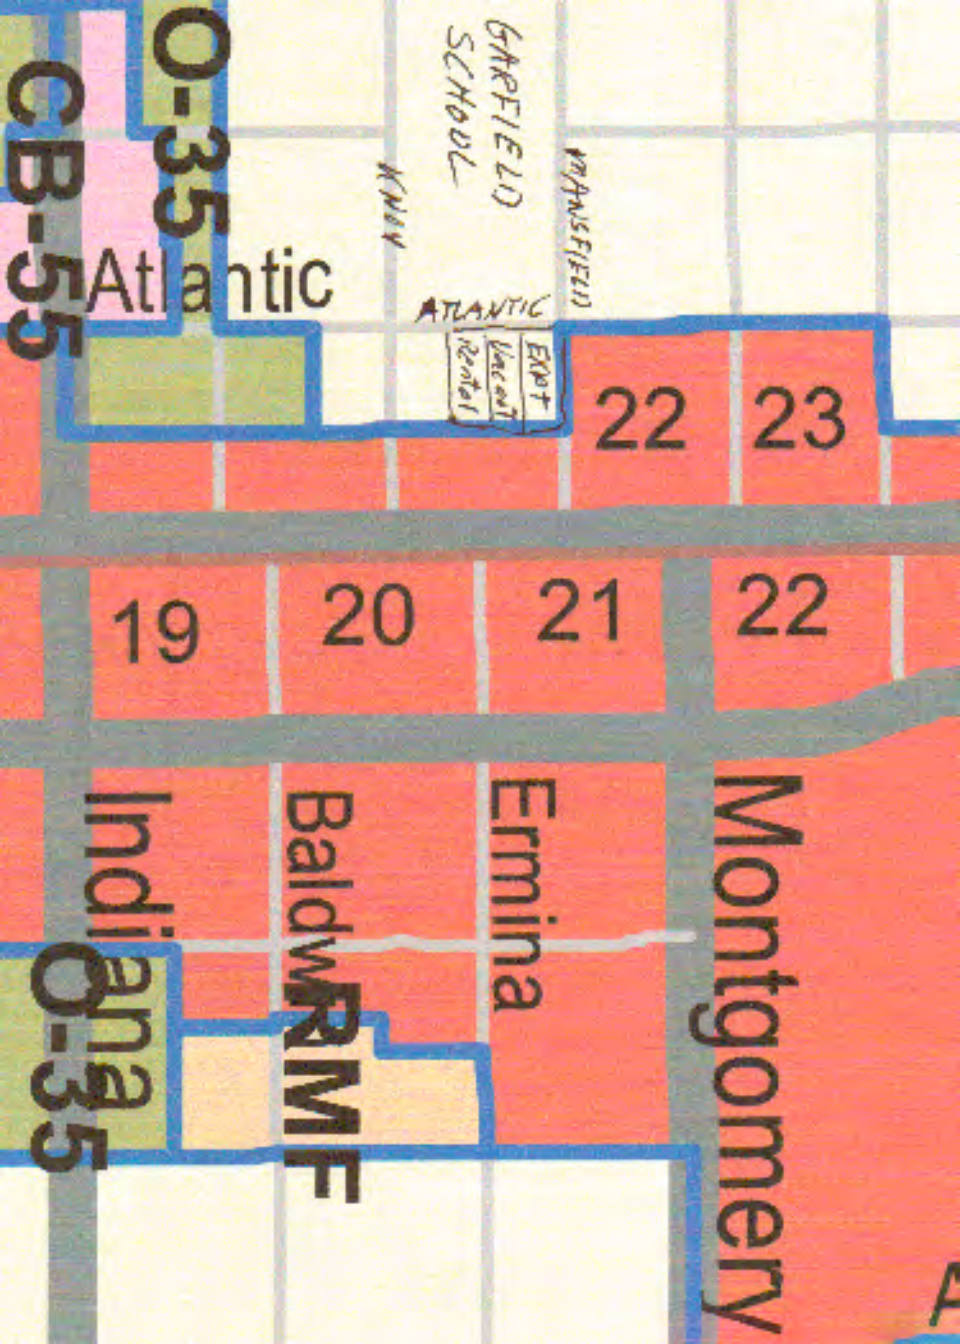 O-35
CB-55
GARFIELD
SCHOOL
KNOX
MANSFIELD
Atlantic
ATLANTIC
Rental
Vacant
22
23
19
20
21
22
Indiana
Baldw
Ermina
Montgomery
RMF
O-35
A